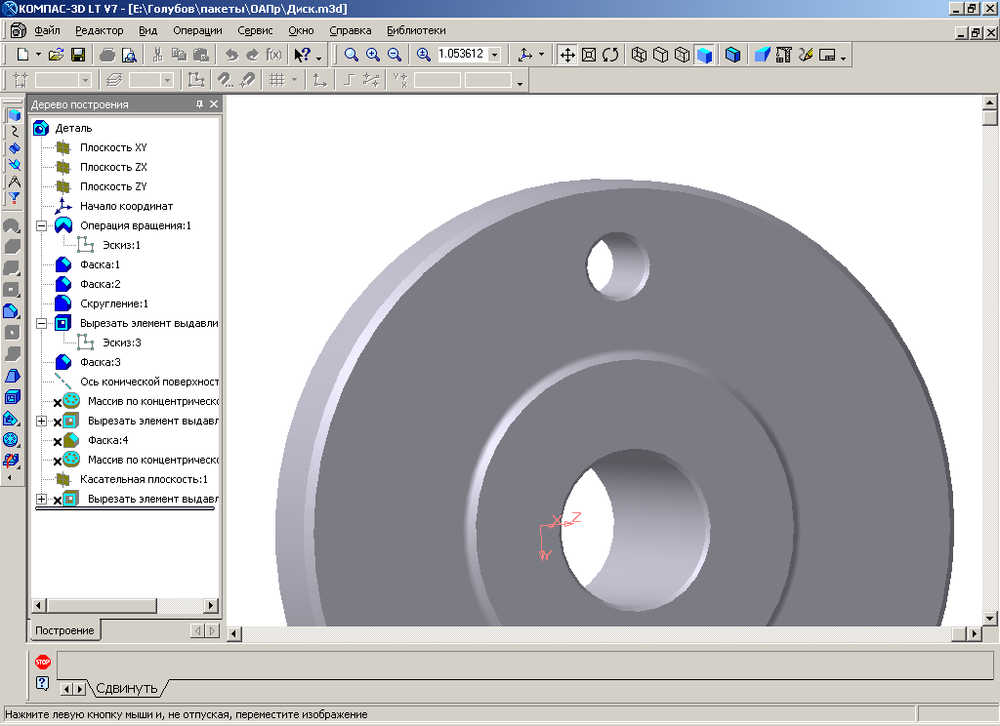 КОМПАС-3D LT V7 - [E:\Голубов\пакеты\ОАПр\Диск.m3d]
Файл Редактор Вид Операции Сервис Окно Справка Библиотеки
f(x) 1.053612
Дерево построения
Деталь
Плоскость XY
Плоскость ZX
Плоскость ZY
Начало координат
Операция вращения:1
Эскиз:1
Фаска:1
Фаска:2
Скругление:1
Вырезать элемент выдавли
Эскиз:3
Фаска:3
Ось конической поверхност
Массив по концентрическо
Вырезать элемент выдавл
Фаска:4
Массив по концентрическо
Касательная плоскость:1
Вырезать элемент выдавл
X Z
Y
Построение
STOP
Сдвинуть
Нажмите левую кнопку мыши и, не отпуская, переместите изображение